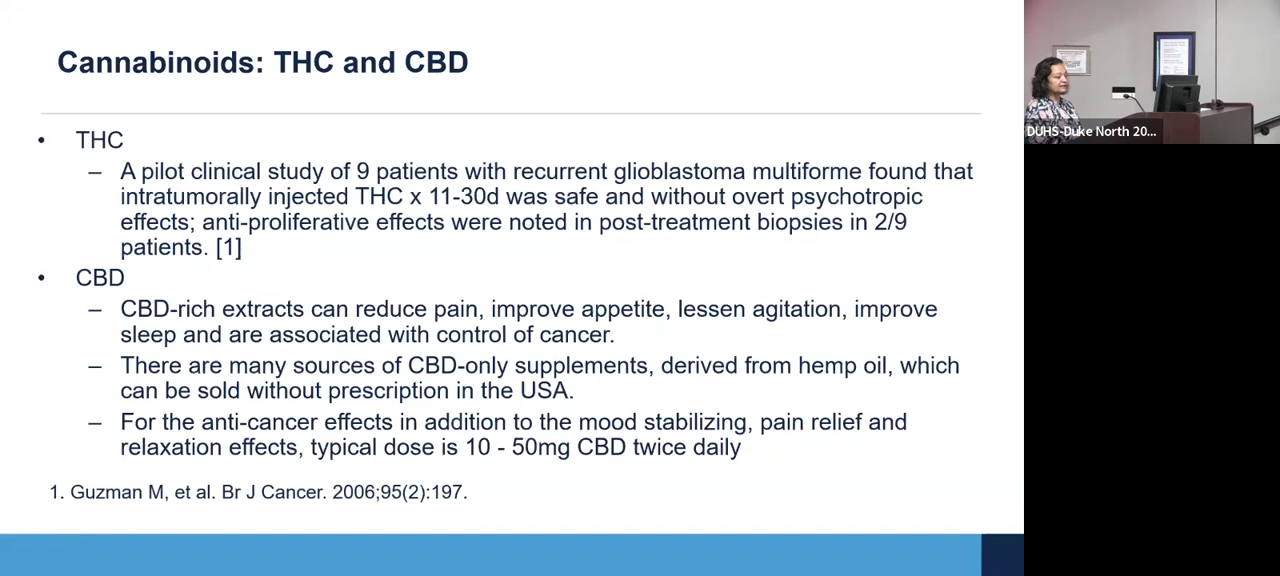 Cannabinoids: THC and CBD
• THC
– A pilot clinical study of 9 patients with recurrent glioblastoma multiforme found that
intratumorally injected THC x 11-30d was safe and without overt psychotropic
effects; anti-proliferative effects were noted in post-treatment biopsies in 2/9
patients. [1]
• CBD
– CBD-rich extracts can reduce pain, improve appetite, lessen agitation, improve
sleep and are associated with control of cancer.
– There are many sources of CBD-only supplements, derived from hemp oil, which
can be sold without prescription in the USA.
– For the anti-cancer effects in addition to the mood stabilizing, pain relief and
relaxation effects, typical dose is 10 - 50mg CBD twice daily
1. Guzman M, et al. Br J Cancer. 2006;95(2):197.
DUHS-Duke North 20...